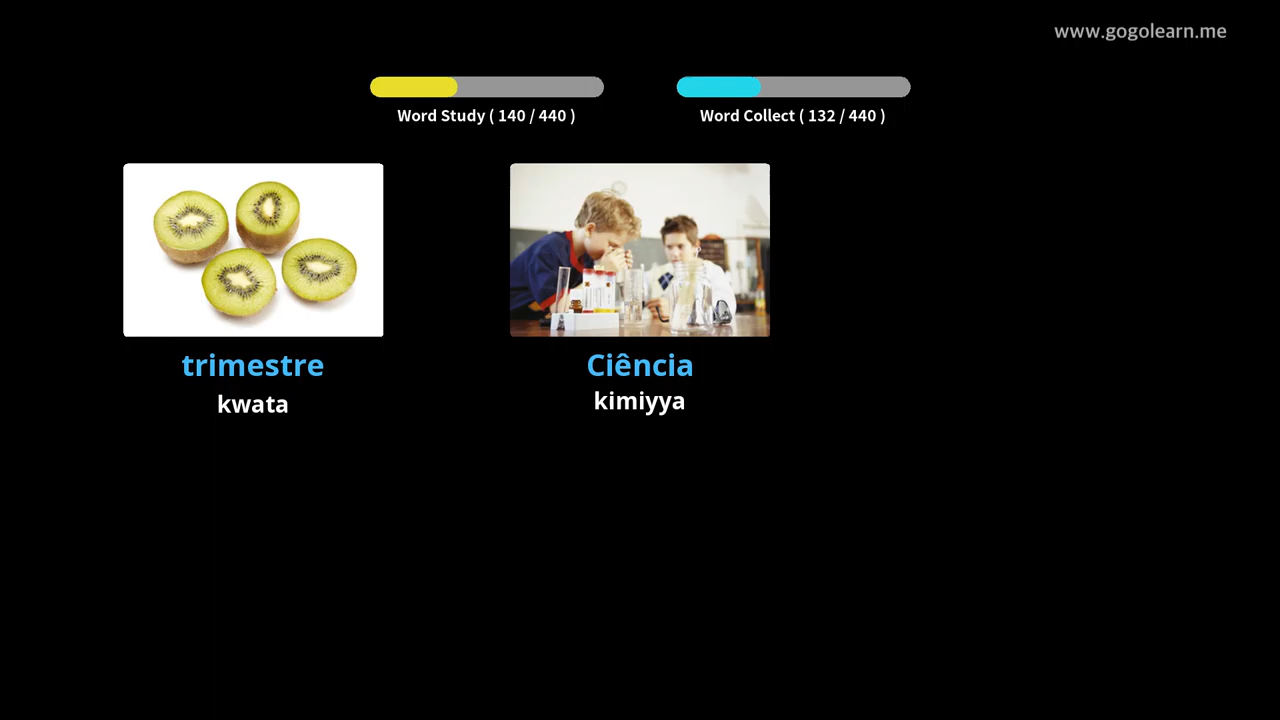 www.gogolearn.me
Word Study ( 140 / 440 )
Word Collect ( 132 / 440 )
trimestre
kwata
Ciência
kimiyya